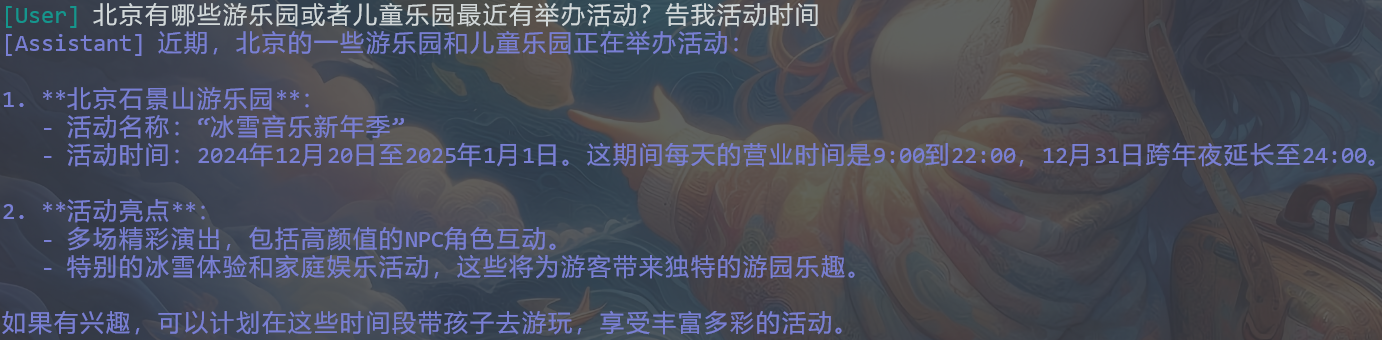 [User] 北京有哪些游乐园或者儿童乐园最近有举办活动？告我活动时间
[Assistant] 近期，北京的一些游乐园和儿童乐园正在举办活动：
1. **北京石景山游乐园**：
- 活动名称：“冰雪音乐新年季”
- 活动时间：2024年12月20日至2025年1月1日。这期间每天的营业时间是9:00到22:00，12月31日跨年夜延长至24:00。
2. **活动亮点**：
- 多场精彩演出，包括高颜值的NPC角色互动。
- 特别的冰雪体验和家庭娱乐活动，这些将为游客带来独特的游园乐趣。
如果有兴趣，可以计划在这些时间段带孩子去游玩，享受丰富多彩的活动。